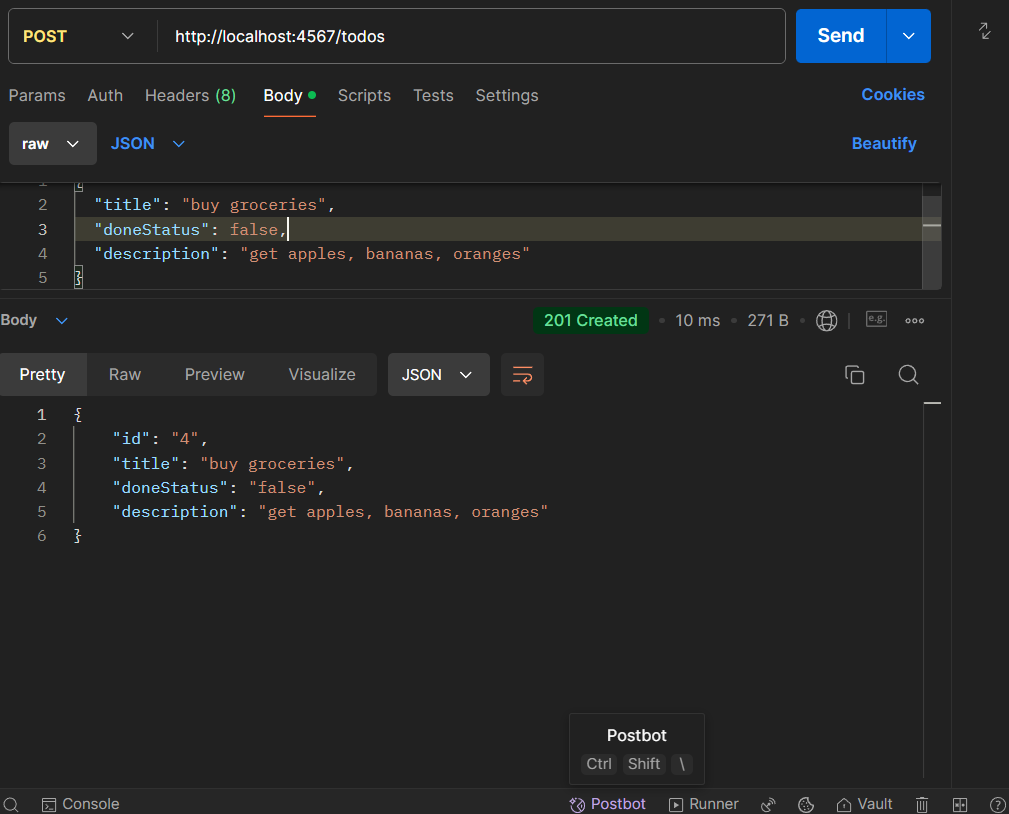 POST http://localhost:4567/todos Send
Params Auth Headers (8) Body Scripts Tests Settings Cookies
raw JSON Beautify
1 {
2 "title": "buy groceries",
3 "doneStatus": false,
4 "description": "get apples, bananas, oranges"
5 }
Body 201 Created 10 ms 271 B e.g.
Pretty Raw Preview Visualize JSON
1 {
2 "id": "4",
3 "title": "buy groceries",
4 "doneStatus": "false",
5 "description": "get apples, bananas, oranges"
6 }
Postbot
Ctrl Shift \
Console Postbot Runner Vault